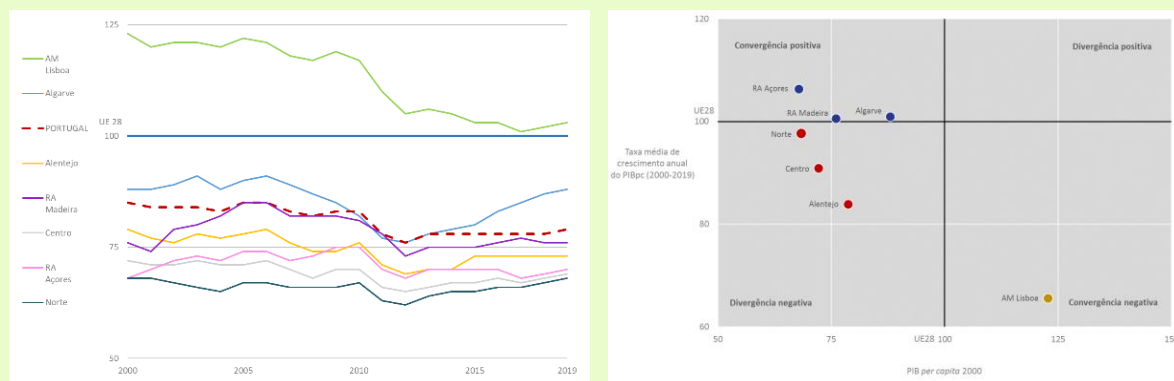 125
AM
Lisboa
Algarve
UE 28
PORTUGAL
100
Alentejo
RA
Madeira
Centro
75
RA
Açores
Norte
50
2000
2005
2010
2015
2019
120
Convergência positiva
Divergência positiva
RA Açores
RA Madeira
Algarve
UE28
100
Norte
Taxa média de
crescimento anual
do PIBpc (2000-2019)
Centro
Alentejo
80
AM Lisboa
Divergência negativa
Convergência negativa
60
50
75
UE28 100
125
PIB per capita 2000